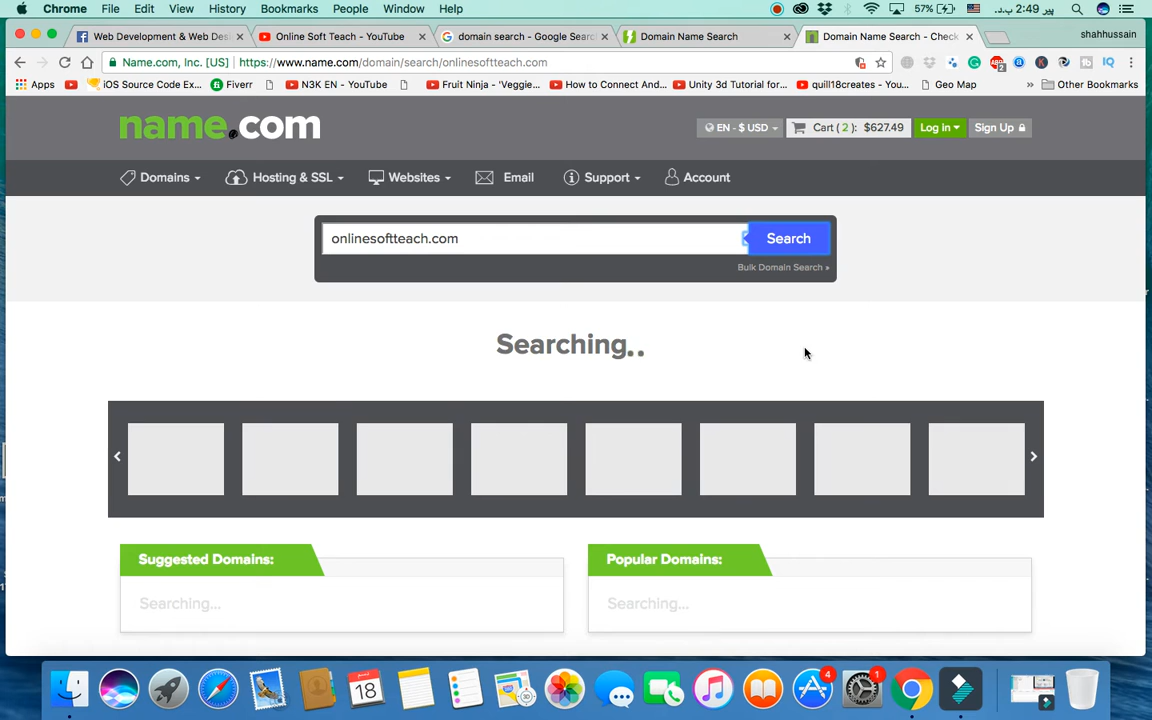 Chrome File Edit View History Bookmarks People Window Help
57% پیر 2:49 ب.د.
Web Development & Web Des
Online Soft Teach - YouTube
domain search - Google Searc
Domain Name Search
Domain Name Search - Check
shahhussain
Name.com, Inc. [US] https://www.name.com/domain/search/onlinesoftteach.com
Apps
iOS Source Code Ex...
Fiverr
N3K EN - YouTube
Fruit Ninja - 'Veggie...
How to Connect And...
Unity 3d Tutorial for...
quill18creates - You...
Geo Map
» Other Bookmarks
name.com
EN - $ USD
Cart ( 2 ): $627.49
Log in
Sign Up
Domains
Hosting & SSL
Websites
Email
Support
Account
onlinesoftteach.com
Search
Bulk Domain Search »
Searching..
Suggested Domains:
Popular Domains:
Searching...
Searching...
18
4
1